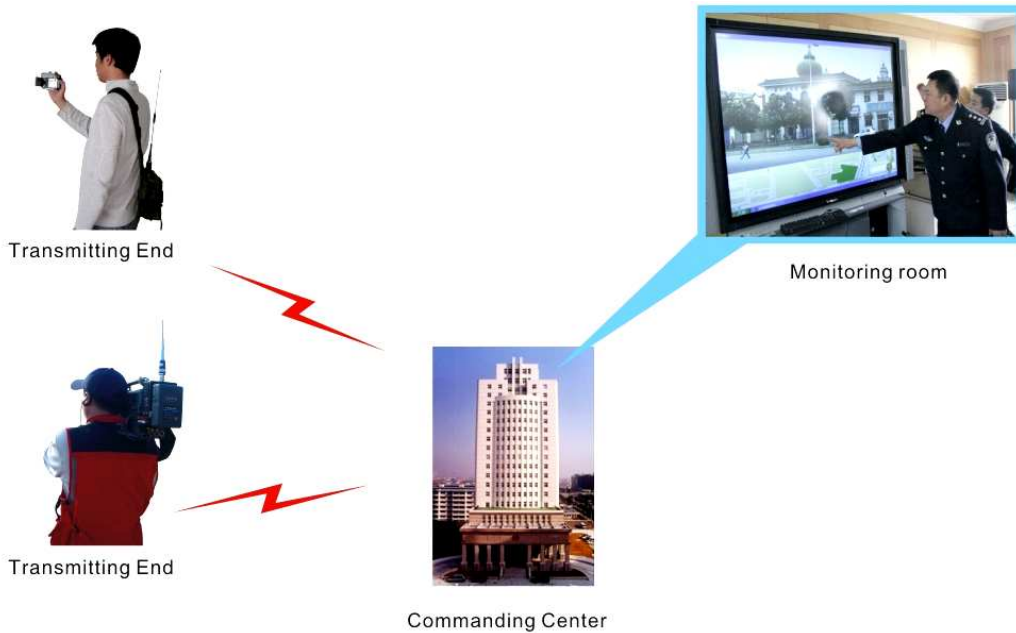 Transmitting End
Monitoring room
Transmitting End
Commanding Center